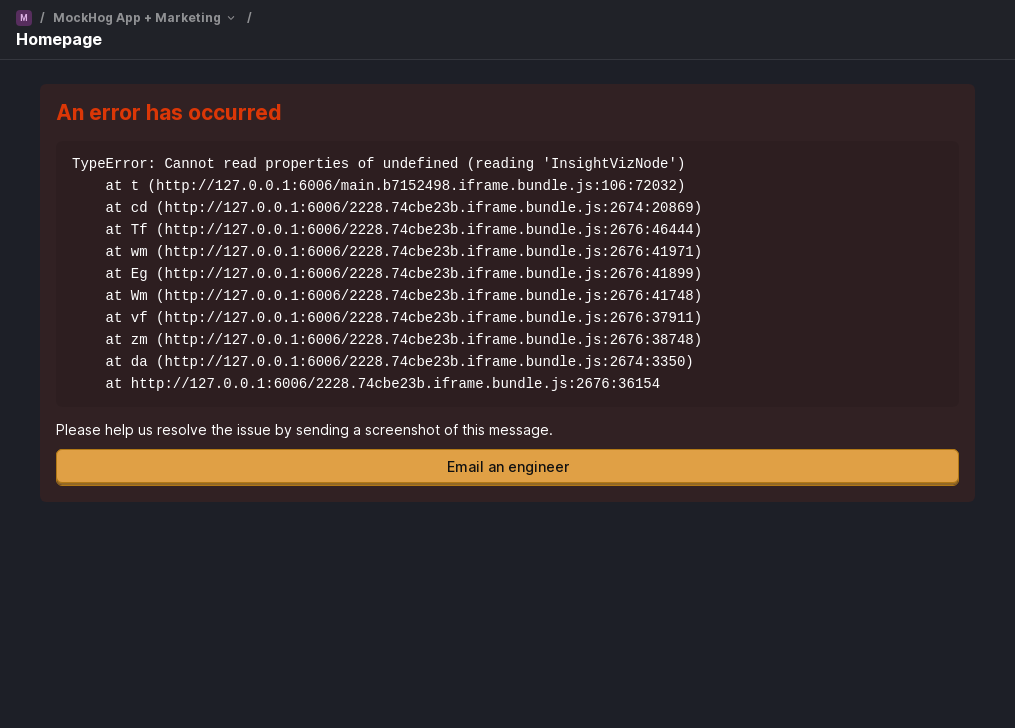 M / MockHog App + Marketing /
Homepage
An error has occurred
TypeError: Cannot read properties of undefined (reading 'InsightVizNode')
    at t (http://127.0.0.1:6006/main.b7152498.iframe.bundle.js:106:72032)
    at cd (http://127.0.0.1:6006/2228.74cbe23b.iframe.bundle.js:2674:20869)
    at Tf (http://127.0.0.1:6006/2228.74cbe23b.iframe.bundle.js:2676:46444)
    at wm (http://127.0.0.1:6006/2228.74cbe23b.iframe.bundle.js:2676:41971)
    at Eg (http://127.0.0.1:6006/2228.74cbe23b.iframe.bundle.js:2676:41899)
    at Wm (http://127.0.0.1:6006/2228.74cbe23b.iframe.bundle.js:2676:41748)
    at vf (http://127.0.0.1:6006/2228.74cbe23b.iframe.bundle.js:2676:37911)
    at zm (http://127.0.0.1:6006/2228.74cbe23b.iframe.bundle.js:2676:38748)
    at da (http://127.0.0.1:6006/2228.74cbe23b.iframe.bundle.js:2674:3350)
    at http://127.0.0.1:6006/2228.74cbe23b.iframe.bundle.js:2676:36154
Please help us resolve the issue by sending a screenshot of this message.
Email an engineer